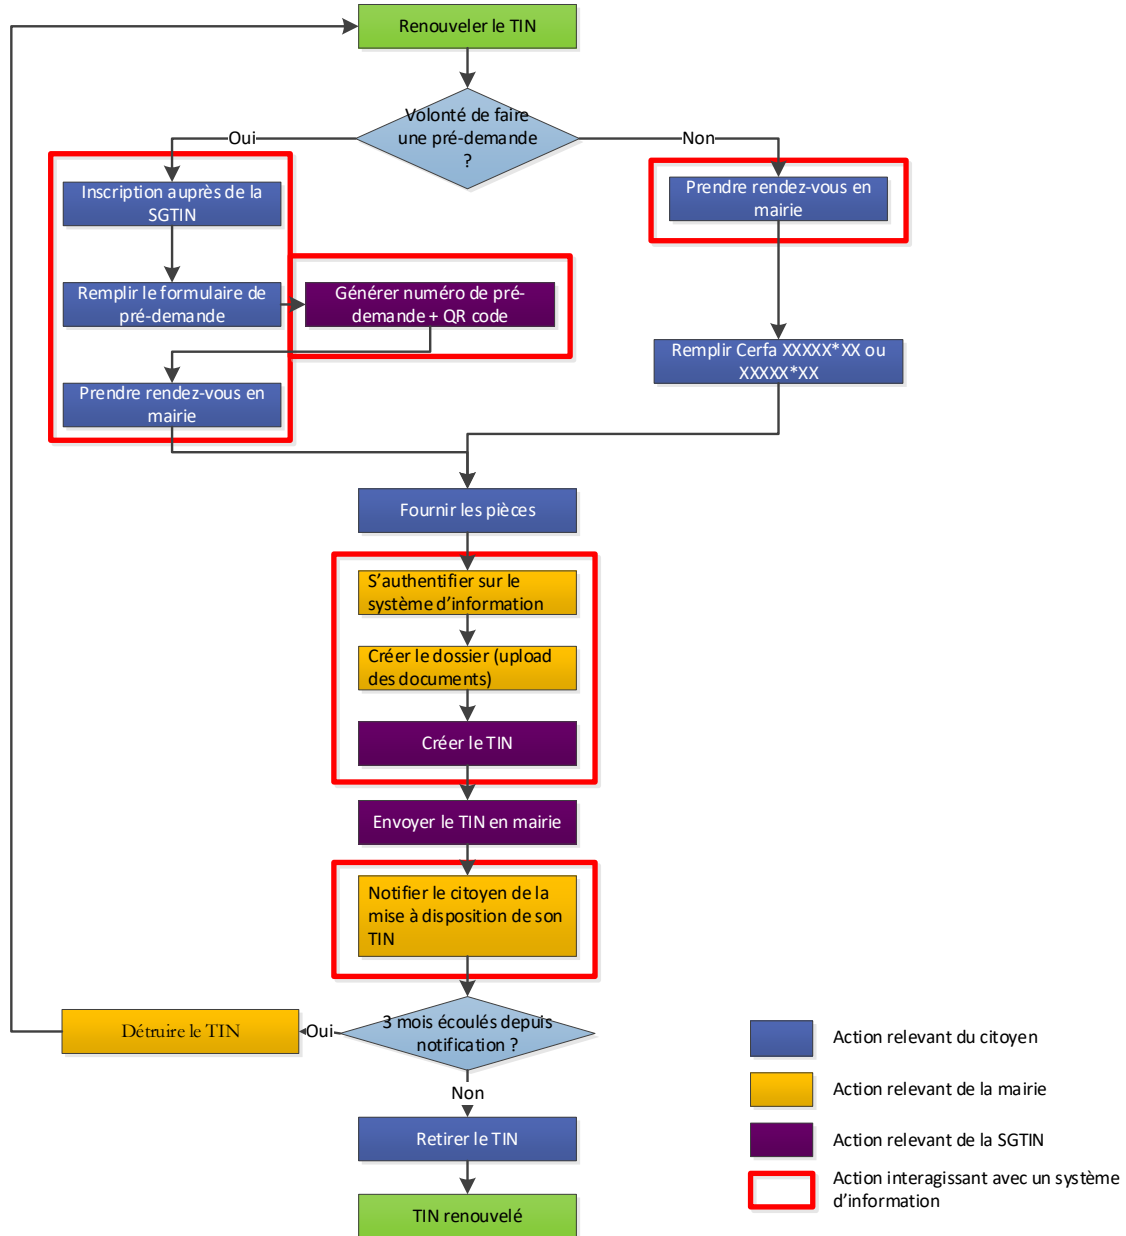 Renouveler le TIN
Volonté de faire
une pré-demande
?
Oui
Non
Inscription auprès de la
SGTIN
Prendre rendez-vous en
mairie
Remplir le formulaire de
pré-demande
Générer numéro de pré-
demande + QR code
Remplir Cerfa XXXXX*XX ou
XXXXX*XX
Prendre rendez-vous en
mairie
Fournir les pièces
S’authentifier sur le
système d’information
Créer le dossier (upload
des documents)
Créer le TIN
Envoyer le TIN en mairie
Notifier le citoyen de la
mise à disposition de son
TIN
3 mois écoulés depuis
notification ?
Oui
Détruire le TIN
Non
Retirer le TIN
TIN renouvelé
Action relevant du citoyen
Action relevant de la mairie
Action relevant de la SGTIN
Action interagissant avec un système
d’information